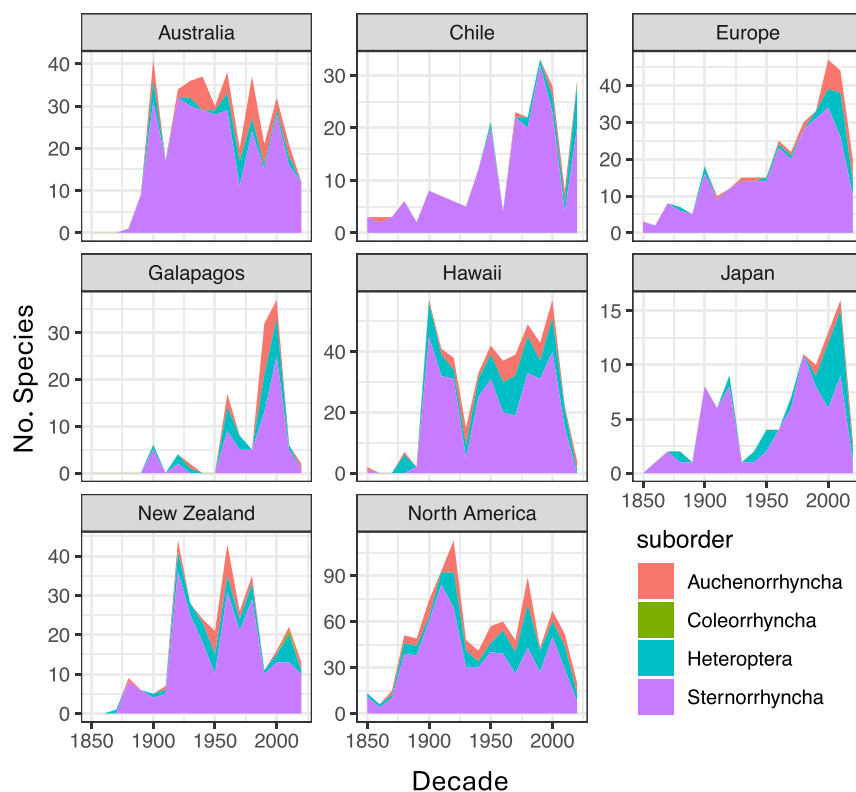 Australia
Chile
Europe
40
30
20
10
0
30
20
10
0
40
30
20
10
0
Galapagos
Hawaii
Japan
30
20
10
0
40
20
0
15
10
5
0
1850 1900 1950 2000
New Zealand
North America
40
30
20
10
0
90
60
30
0
1850 1900 1950 2000
1850 1900 1950 2000
No. Species
Decade
suborder
Auchenorrhyncha
Coleorrhyncha
Heteroptera
Sternorrhyncha